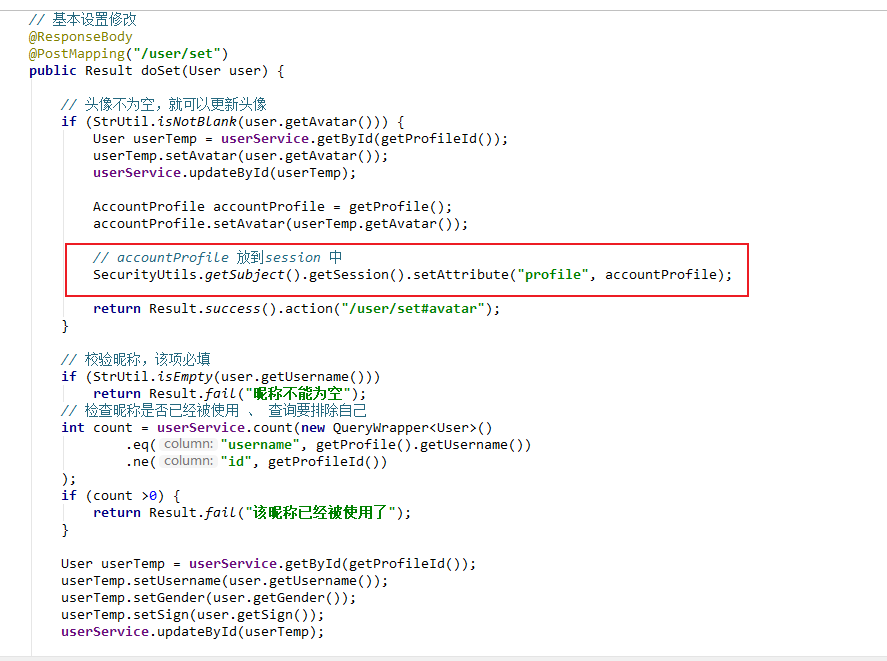 // 基本设置修改
@ResponseBody
@PostMapping("/user/set")
public Result doSet(User user) {
// 头像不为空，就可以更新头像
if (StrUtil.isNotBlank(user.getAvatar())) {
User userTemp = userService.getById(getProfileId());
userTemp.setAvatar(user.getAvatar());
userService.updateById(userTemp);
AccountProfile accountProfile = getProfile();
accountProfile.setAvatar(userTemp.getAvatar());
// accountProfile 放到session 中
SecurityUtils.getSubject().getSession().setAttribute("profile", accountProfile);
return Result.success().action("/user/set#avatar");
}
// 校验昵称，该项必填
if (StrUtil.isEmpty(user.getUsername()))
return Result.fail("昵称不能为空");
// 检查昵称是否已经被使用 、 查询要排除自己
int count = userService.count(new QueryWrapper<User>()
.eq( column: "username", getProfile().getUsername())
.ne( column: "id", getProfileId())
);
if (count >0) {
return Result.fail("该昵称已经被使用了");
}
User userTemp = userService.getById(getProfileId());
userTemp.setUsername(user.getUsername());
userTemp.setGender(user.getGender());
userTemp.setSign(user.getSign());
userService.updateById(userTemp);